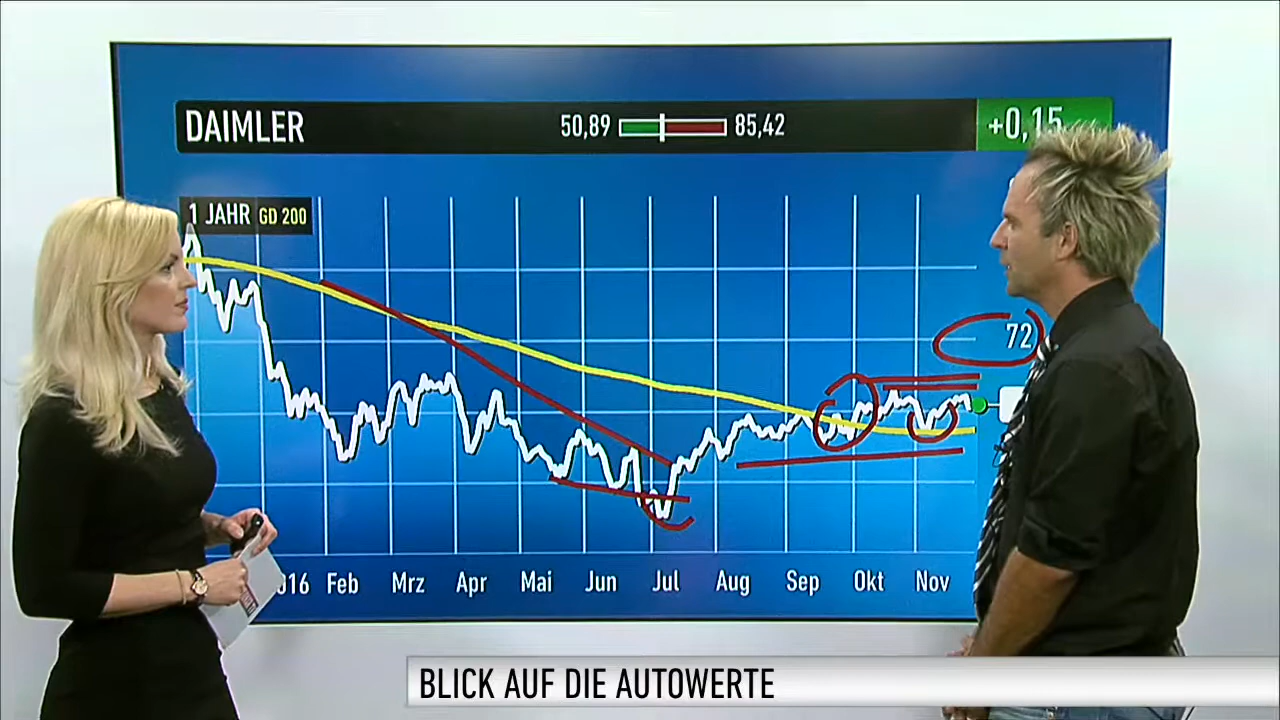 DAIMLER 50,89 85,42 +0,15
1 JAHR GD 200
72
016 Feb Mrz Apr Mai Jun Jul Aug Sep Okt Nov
BLICK AUF DIE AUTOWERTE